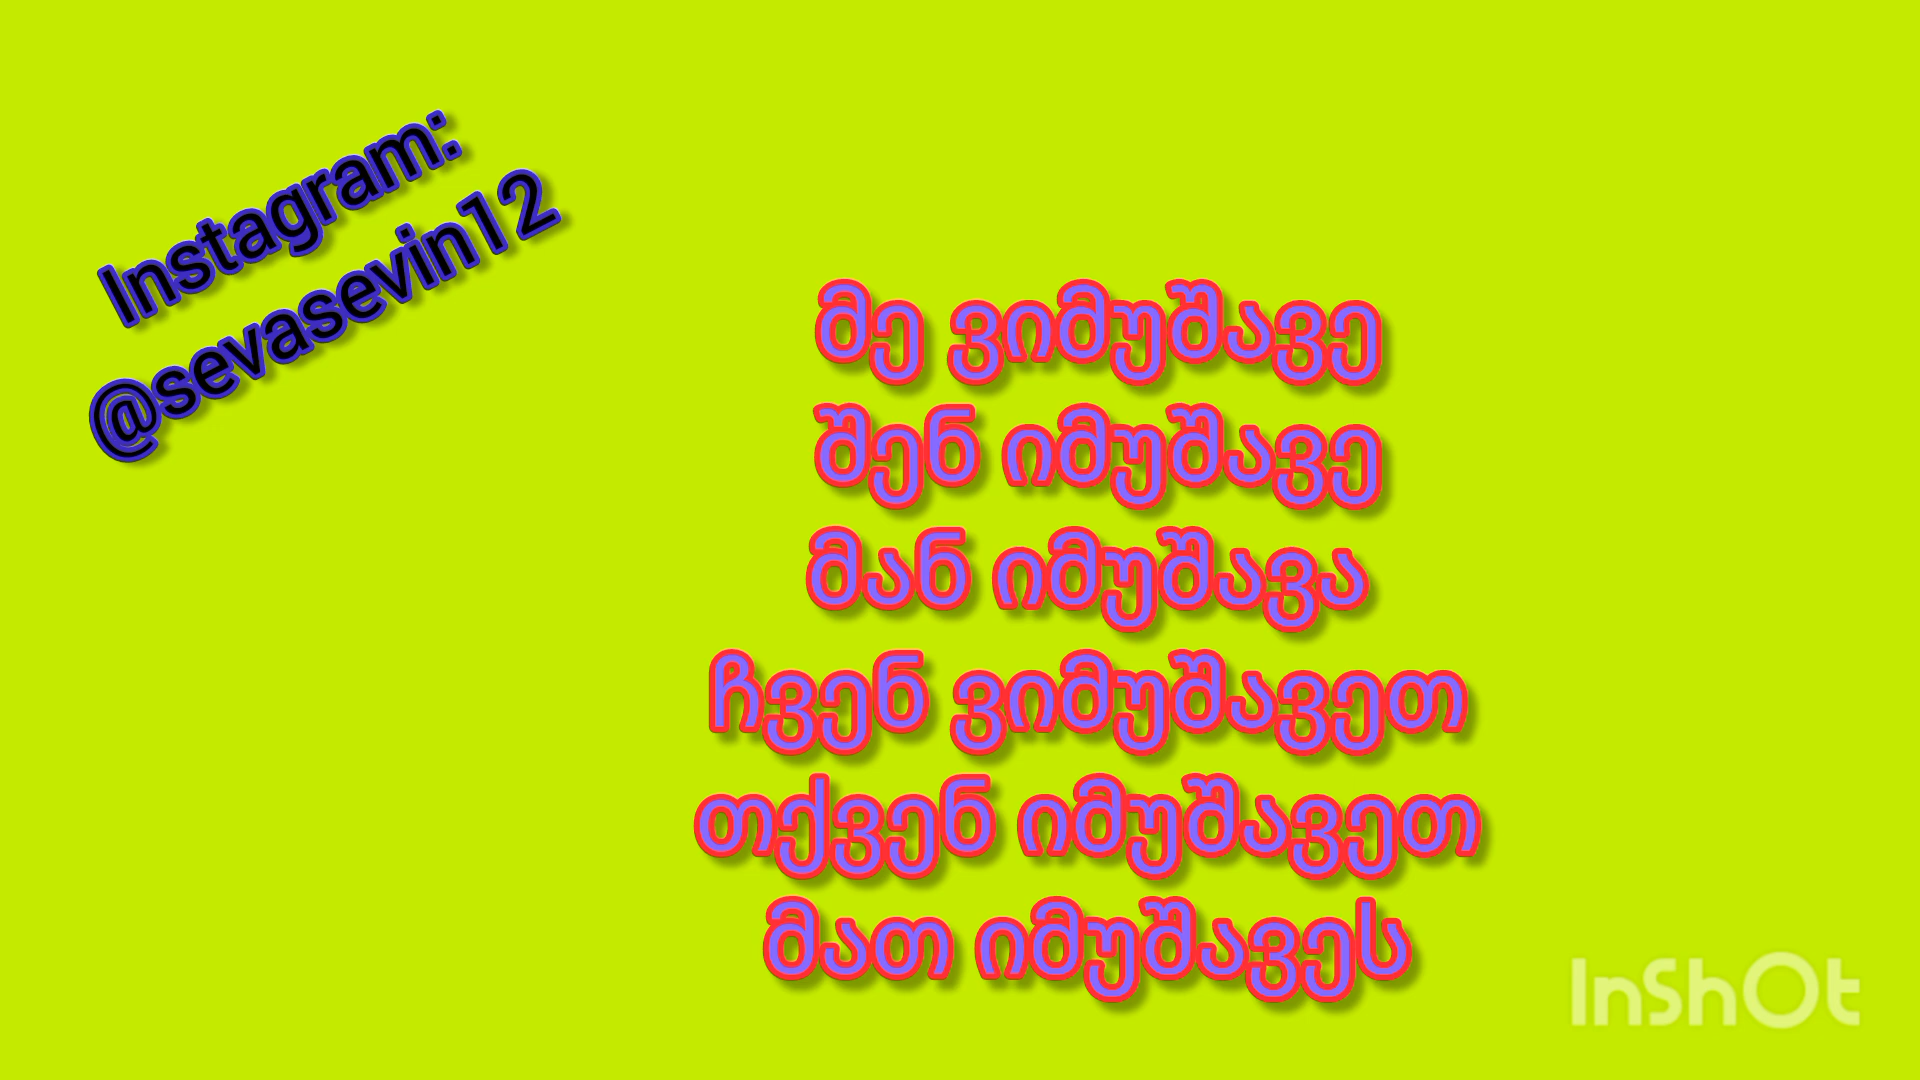 Instagram:
@sevasevin12
მე ვიმუშავე
შენ იმუშავე
მან იმუშავა
ჩვენ ვიმუშავეთ
თქვენ იმუშავეთ
მათ იმუშავეს
InShOt